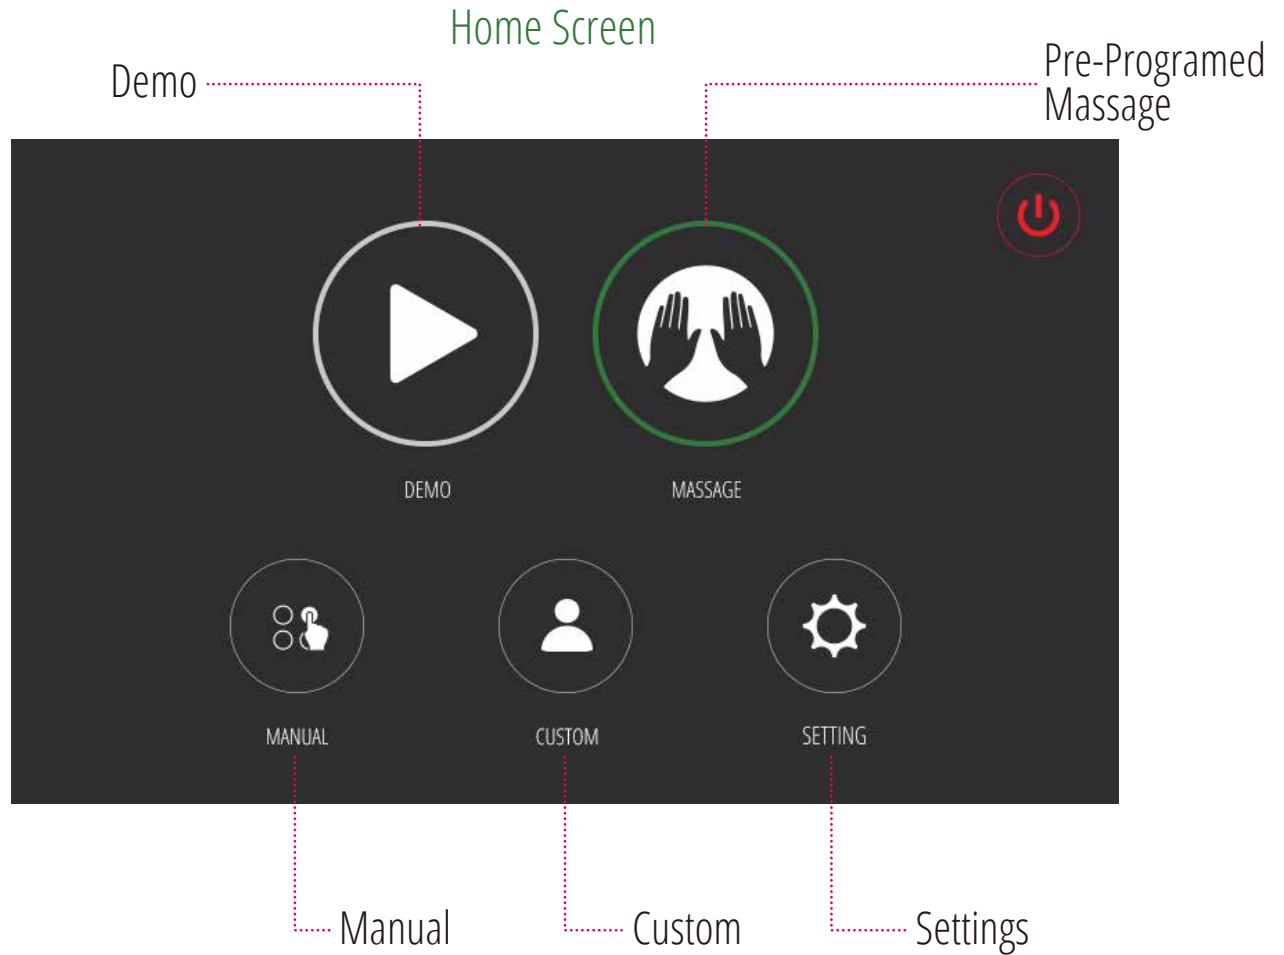 Home Screen
Demo
Pre-Programed
Massage
DEMO
MASSAGE
MANUAL
CUSTOM
SETTING
Manual
Custom
Settings